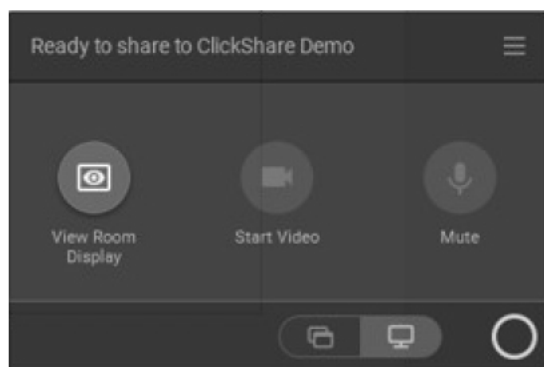 Ready to share to ClickShare Demo
View Room
Display
Start Video
Mute